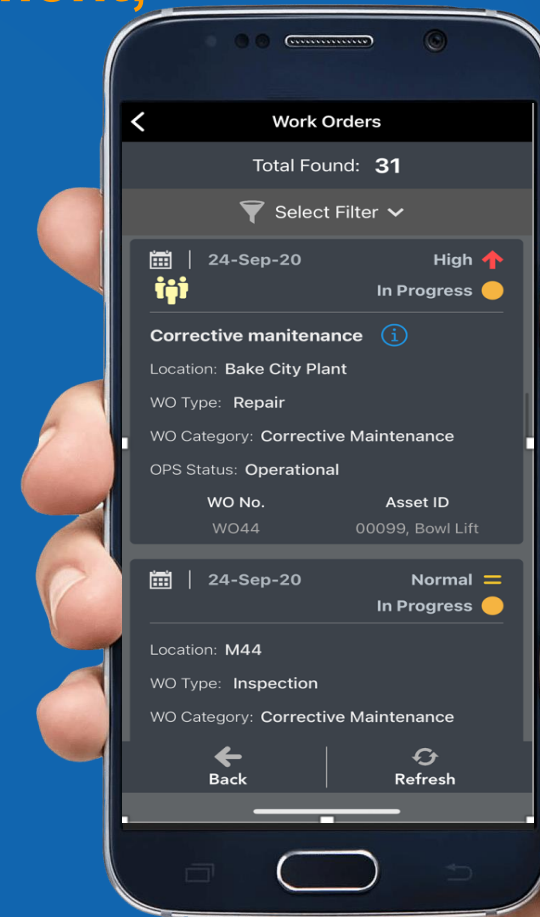 Work Orders
Total Found: 31
Select Filter
24-Sep-20 High
In Progress
Corrective manitenance i
Location: Bake City Plant
WO Type: Repair
WO Category: Corrective Maintenance
OPS Status: Operational
WO No. Asset ID
WO44 00099, Bowl Lift
24-Sep-20 Normal
In Progress
Location: M44
WO Type: Inspection
WO Category: Corrective Maintenance
Back Refresh